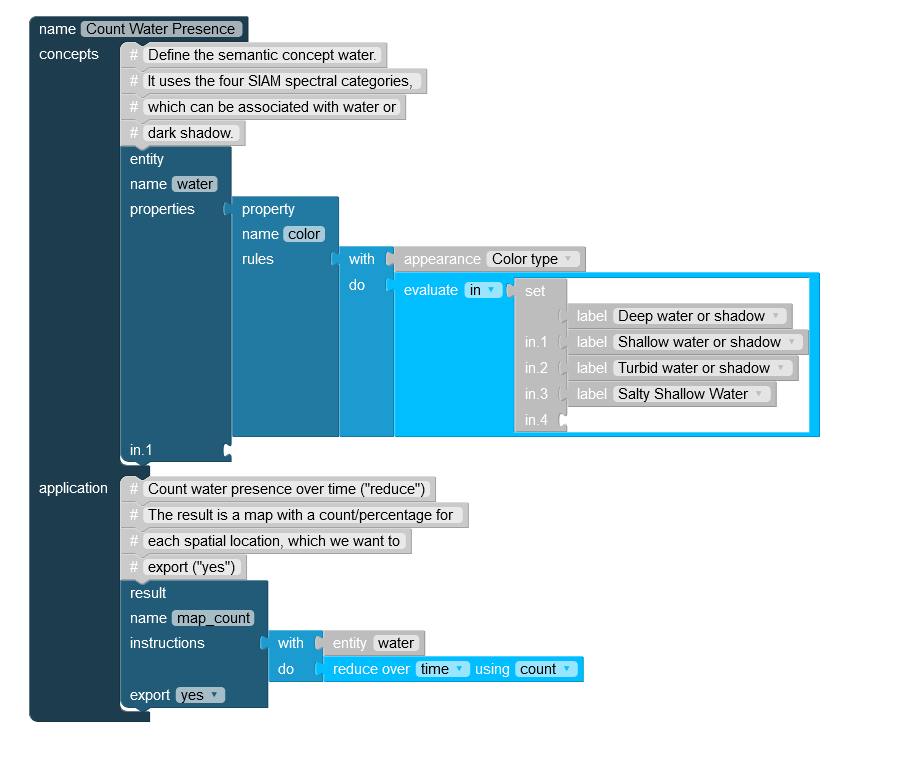 name Count Water Presence
concepts # Define the semantic concept water.
# It uses the four SIAM spectral categories,
# which can be associated with water or
# dark shadow.
entity
name water
properties property
name color
rules with appearance Color type
do evaluate in set
label Deep water or shadow
in.1 label Shallow water or shadow
in.2 label Turbid water or shadow
in.3 label Salty Shallow Water
in.4
in.1
application # Count water presence over time ("reduce")
# The result is a map with a count/percentage for
# each spatial location, which we want to
# export ("yes")
result
name map_count
instructions with entity water
do reduce over time using count
export yes